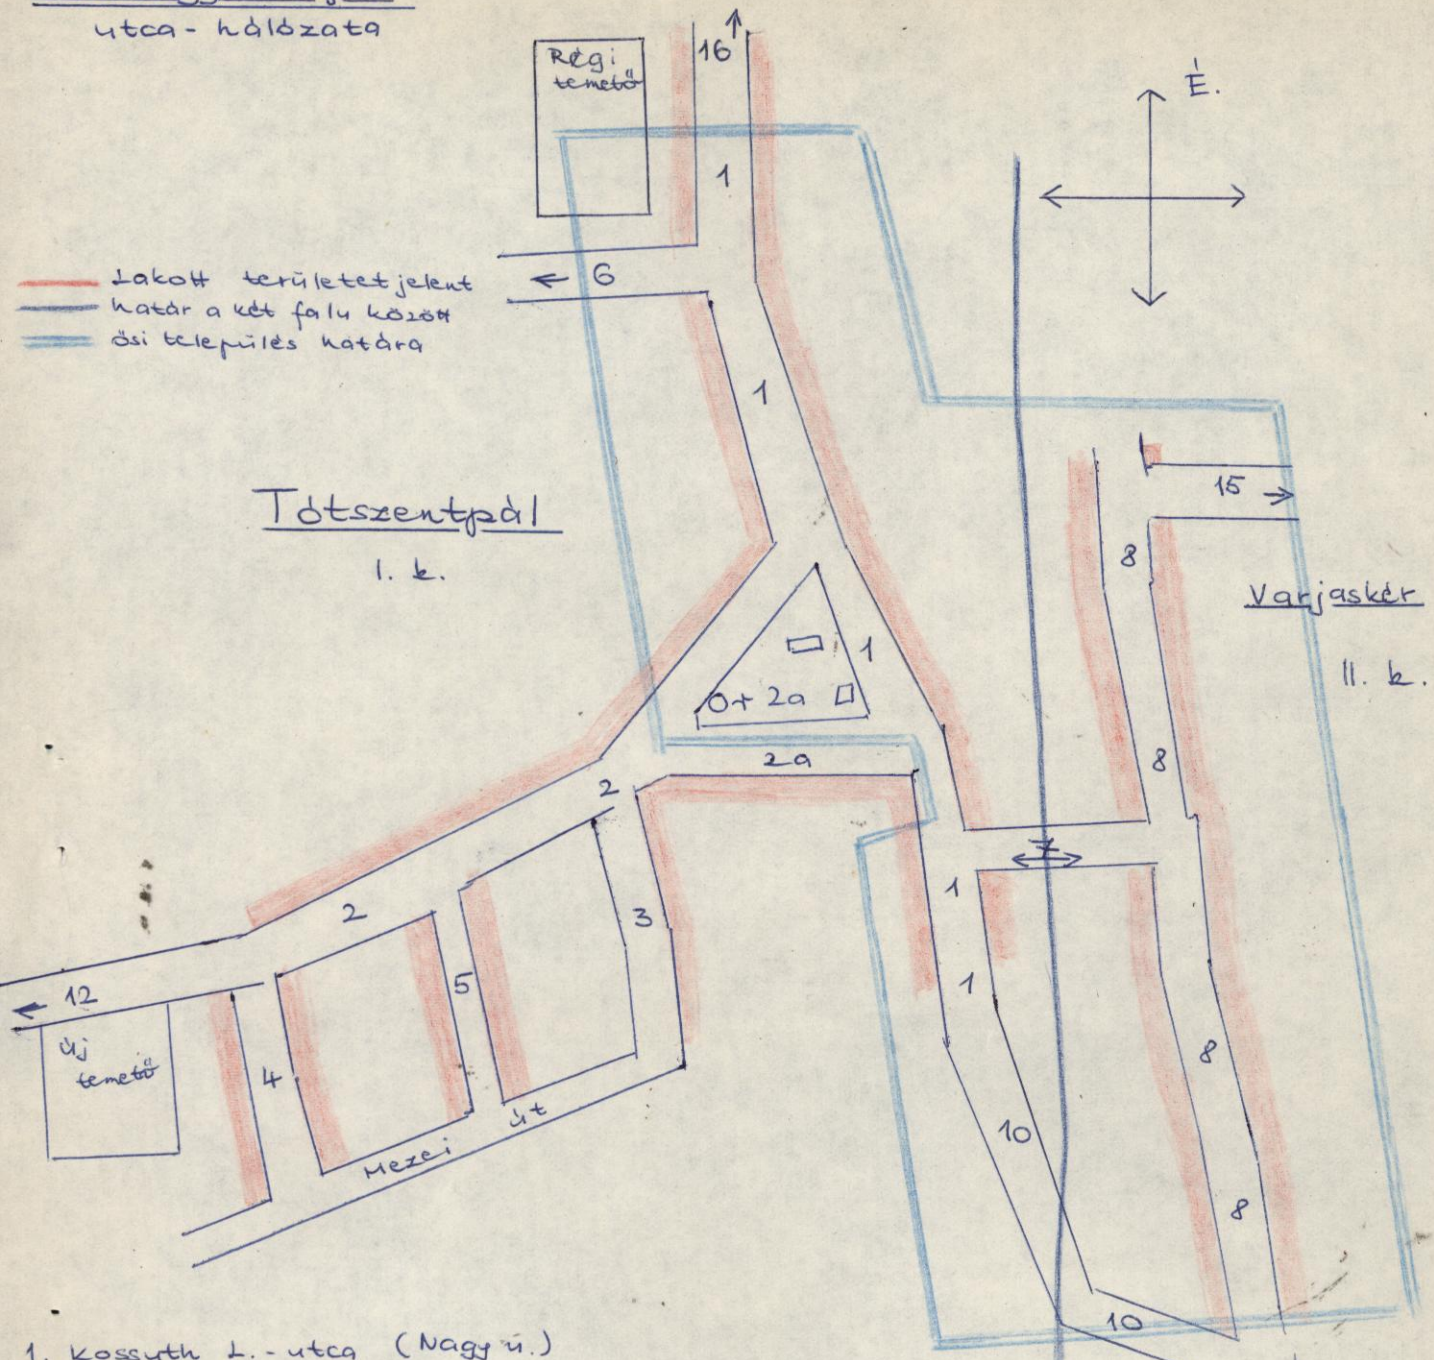 utca-hálózata
Régi
temető
16
É.
1
6
Lakott területet jelent
határ a két falu között
ősi település határa
1
Tótszentpál
I. k.
15
8
Varjaskér
II. k.
1
2a
8
2a
2
7
1
2
3
5
1
12
Új
temető
4
8
10
Mezei út
8
10
1. Kossuth L.-utca (Nagy u.)